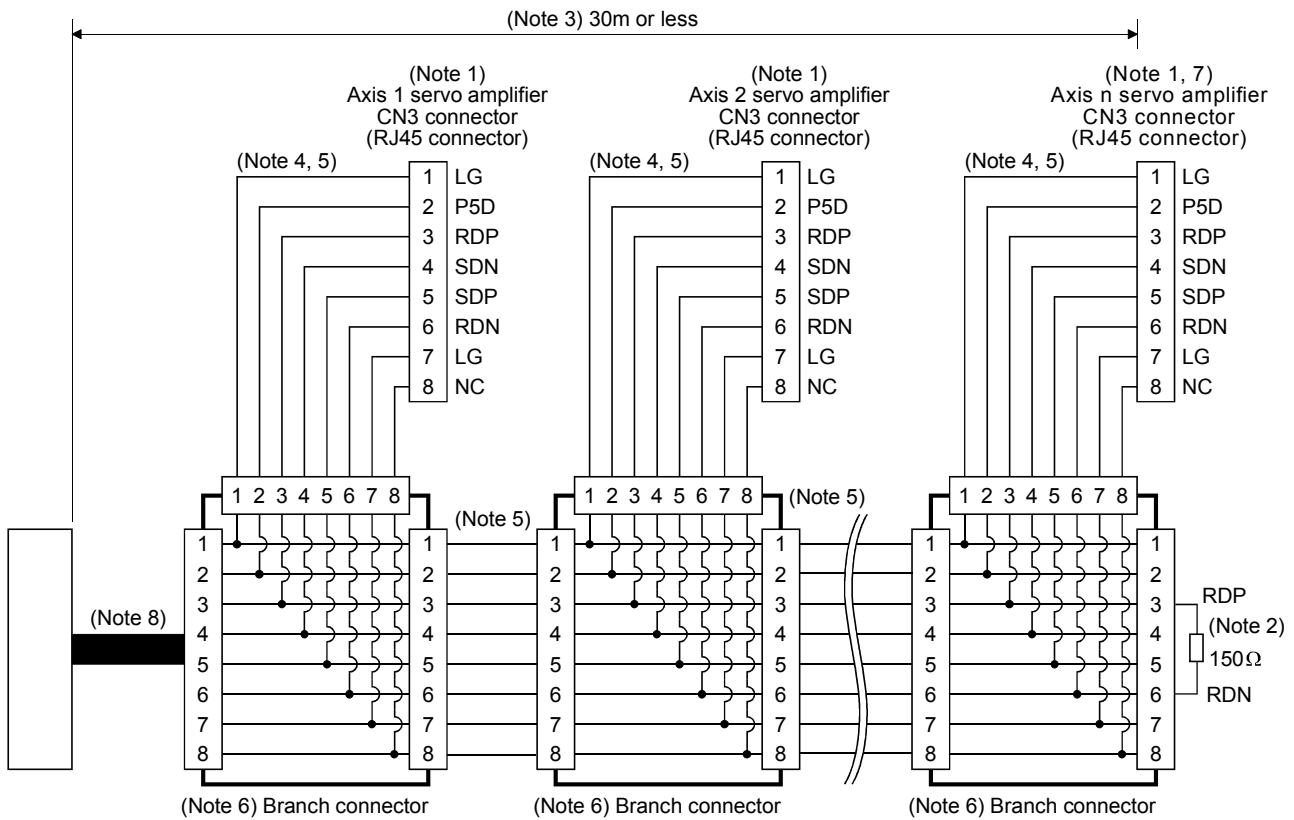 (Note 3) 30m or less
(Note 1)
Axis 1 servo amplifier
CN3 connector
(RJ45 connector)
(Note 1)
Axis 2 servo amplifier
CN3 connector
(RJ45 connector)
(Note 1, 7)
Axis n servo amplifier
CN3 connector
(RJ45 connector)
(Note 4, 5)
1 LG
2 P5D
3 RDP
4 SDN
5 SDP
6 RDN
7 LG
8 NC
(Note 4, 5)
1 LG
2 P5D
3 RDP
4 SDN
5 SDP
6 RDN
7 LG
8 NC
(Note 4, 5)
1 LG
2 P5D
3 RDP
4 SDN
5 SDP
6 RDN
7 LG
8 NC
1 2 3 4 5 6 7 8
1 2 3 4 5 6 7 8
1 2 3 4 5 6 7 8
(Note 5)
(Note 5)
(Note 8)
1 1 1 1 1 1
2 2 2 2 2 2
3 3 3 3 3 3
4 4 4 4 4 4
5 5 5 5 5 5
6 6 6 6 6 6
7 7 7 7 7 7
8 8 8 8 8 8
RDP
(Note 2)
150Ω
RDN
(Note 6) Branch connector
(Note 6) Branch connector
(Note 6) Branch connector